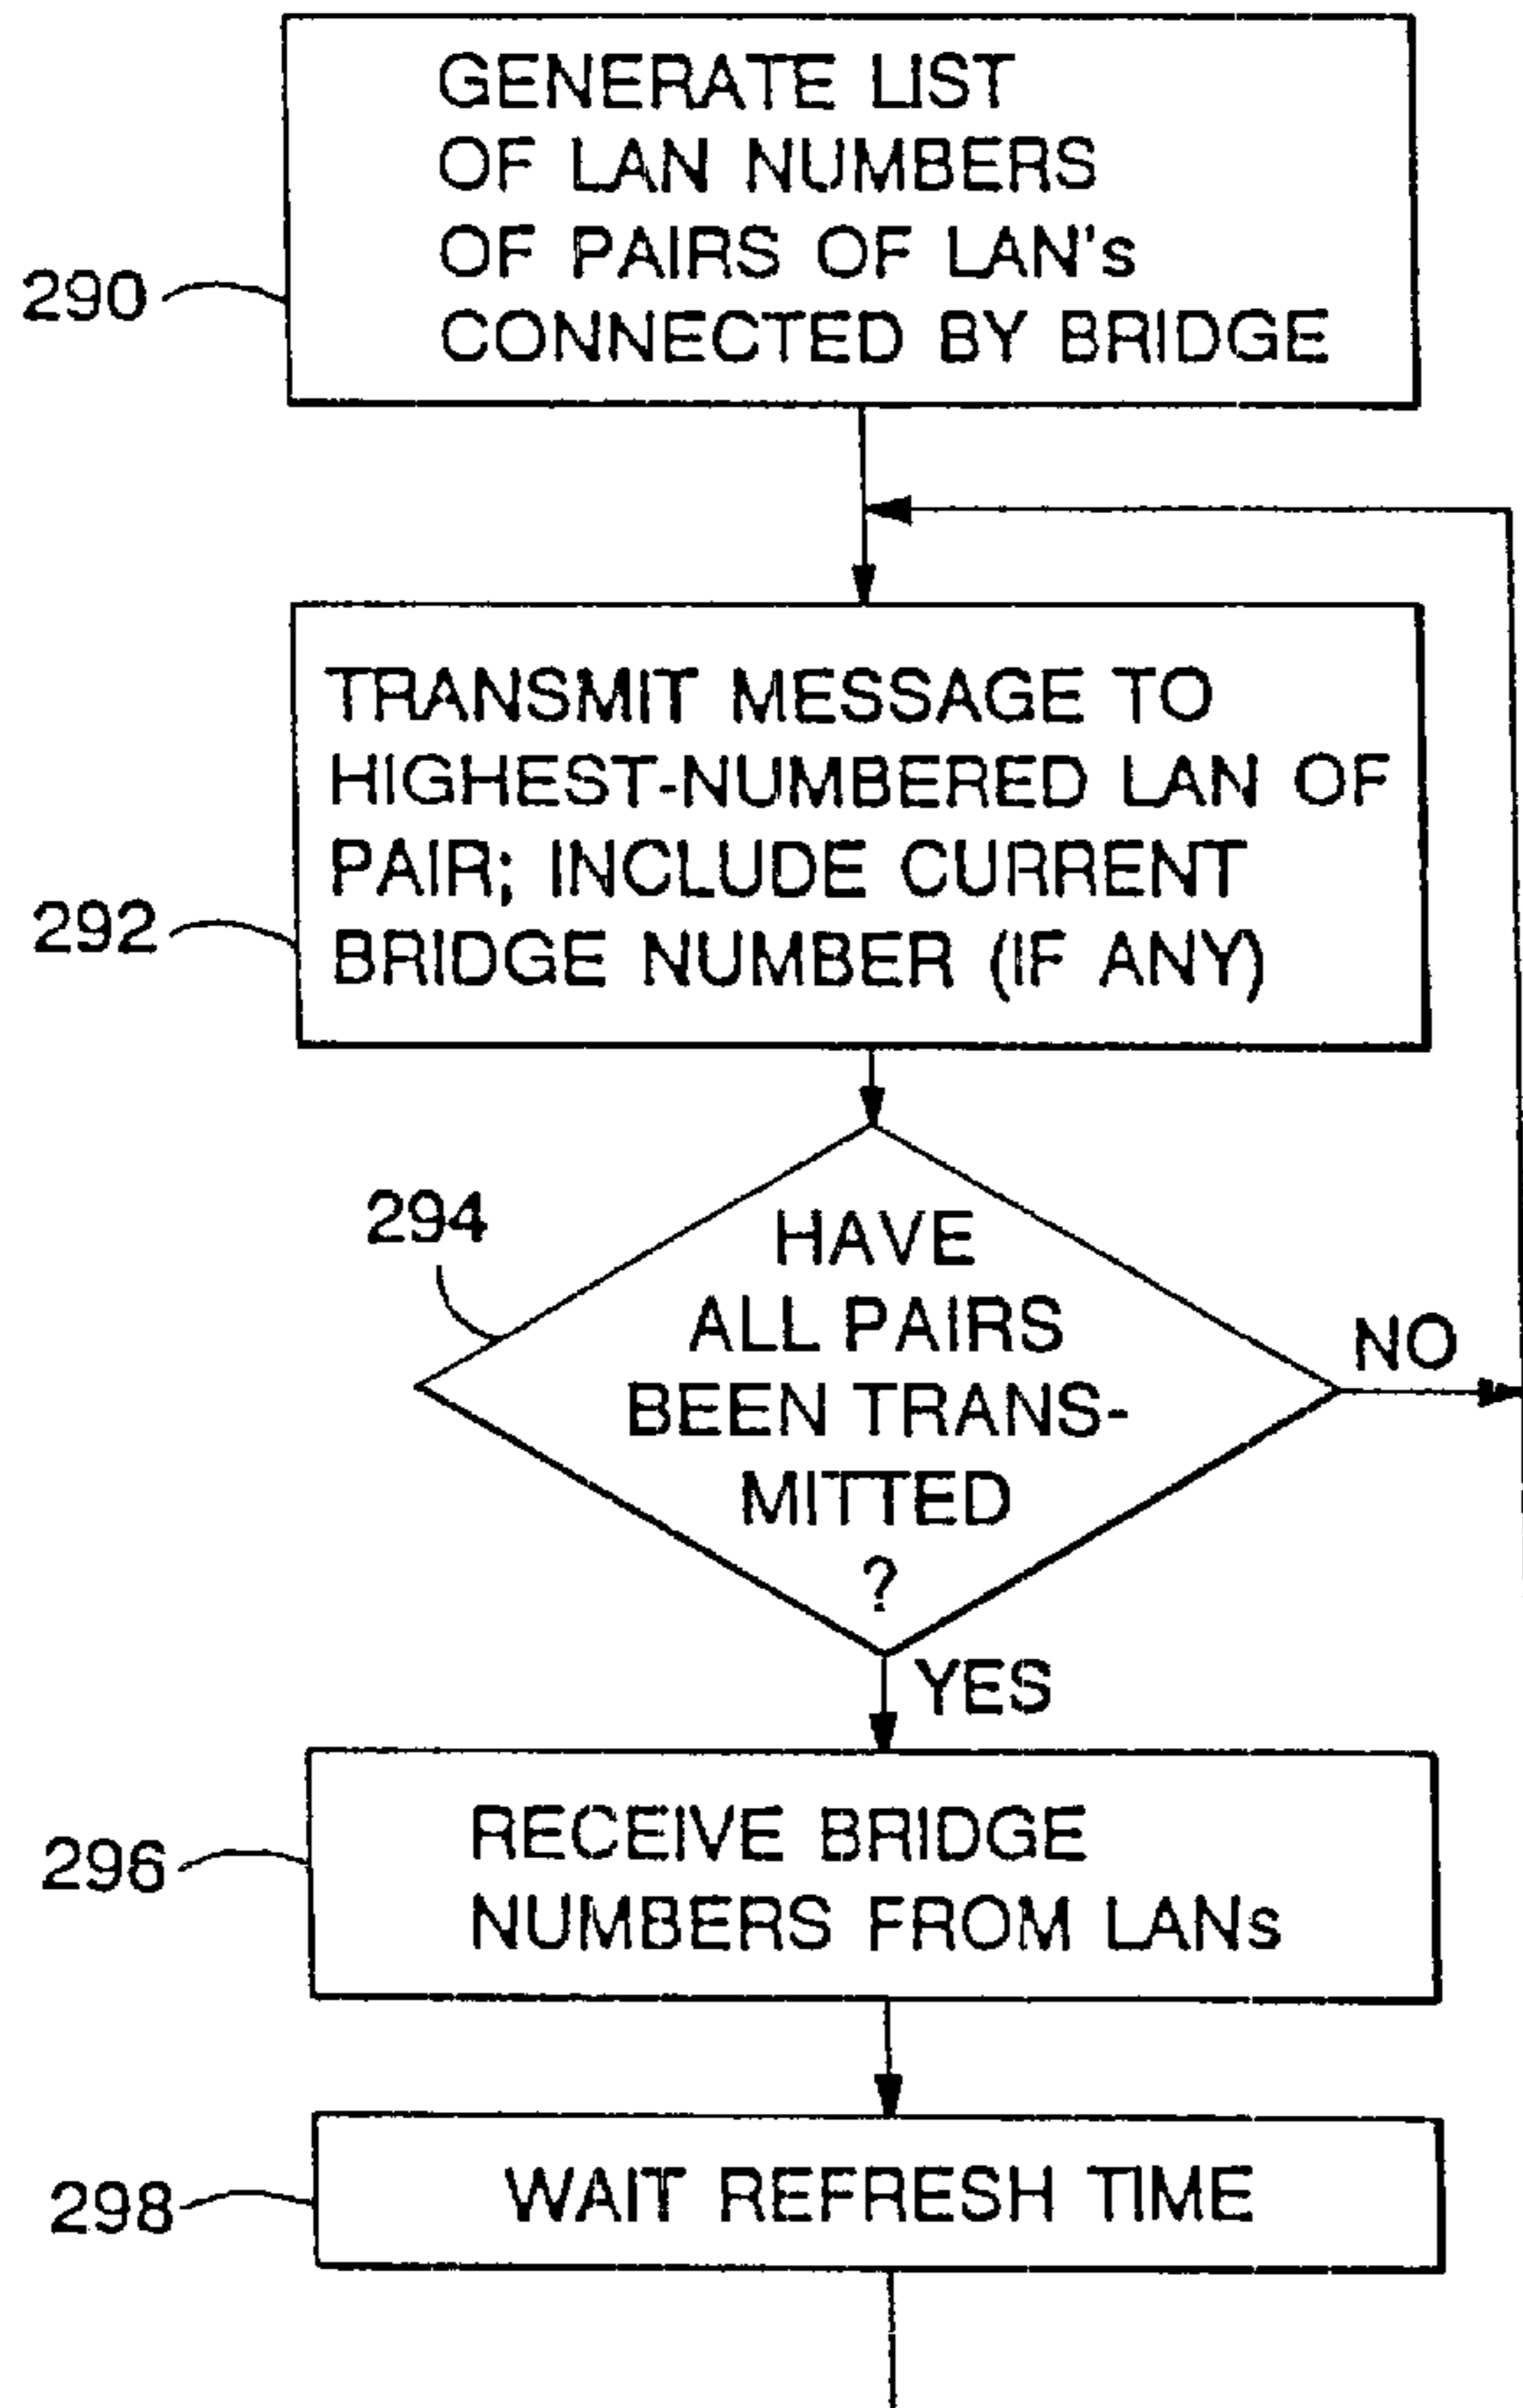 GENERATE LIST
OF LAN NUMBERS
OF PAIRS OF LAN's
CONNECTED BY BRIDGE
290
TRANSMIT MESSAGE TO
HIGHEST-NUMBERED LAN OF
PAIR; INCLUDE CURRENT
BRIDGE NUMBER (IF ANY)
292
294
HAVE
ALL PAIRS
BEEN TRANS-
MITTED
?
NO
YES
RECEIVE BRIDGE
NUMBERS FROM LANs
296
WAIT REFRESH TIME
298